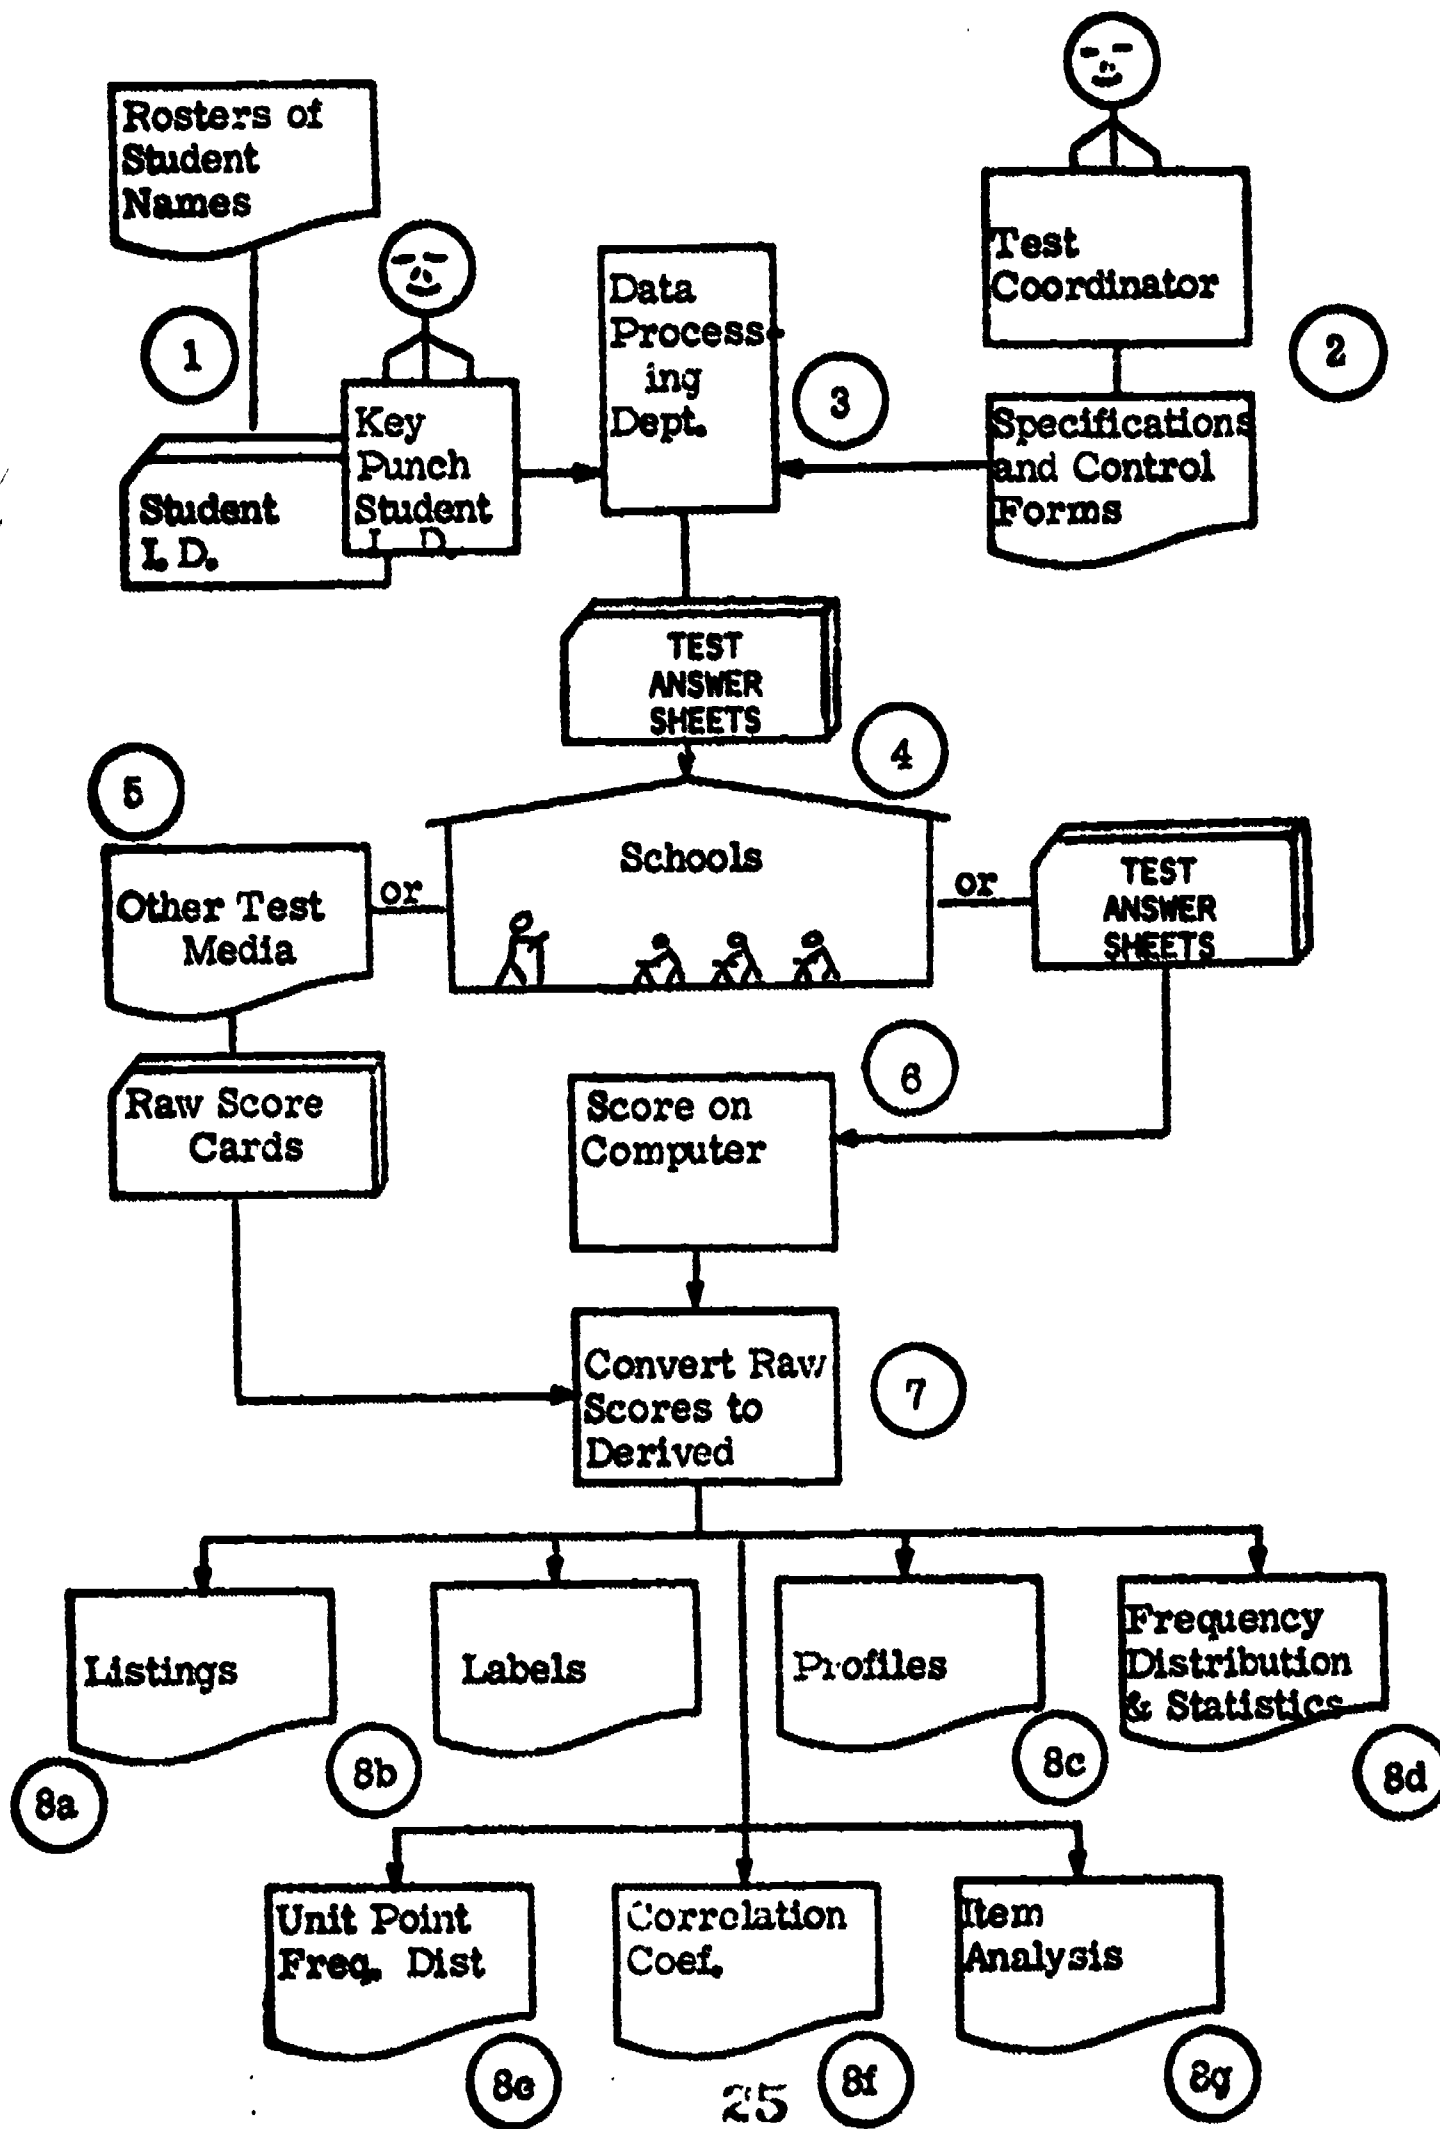 Rosters of
Student
Names
1
Student
I. D.
Key
Punch
Student
I. D.
Data
Process-
ing
Dept.
3
Test
Coordinator
2
Specifications
and Control
Forms
TEST
ANSWER
SHEETS
4
5
Other Test
Media
or
Schools
or
TEST
ANSWER
SHEETS
Raw Score
Cards
6
Score on
Computer
Convert Raw
Scores to
Derived
7
Listings
8a
Labels
8b
Profiles
8c
Frequency
Distribution
& Statistics
8d
Unit Point
Freq. Dist
8e
Correlation
Coef.
8f
Item
Analysis
8g
25